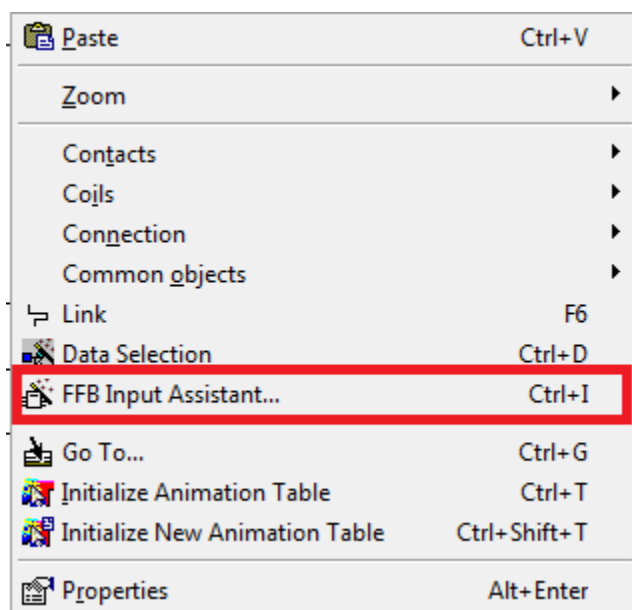 Paste Ctrl+V
Zoom
Contacts
Coils
Connection
Common objects
Link F6
Data Selection Ctrl+D
FFB Input Assistant... Ctrl+I
Go To... Ctrl+G
Initialize Animation Table Ctrl+T
Initialize New Animation Table Ctrl+Shift+T
Properties Alt+Enter